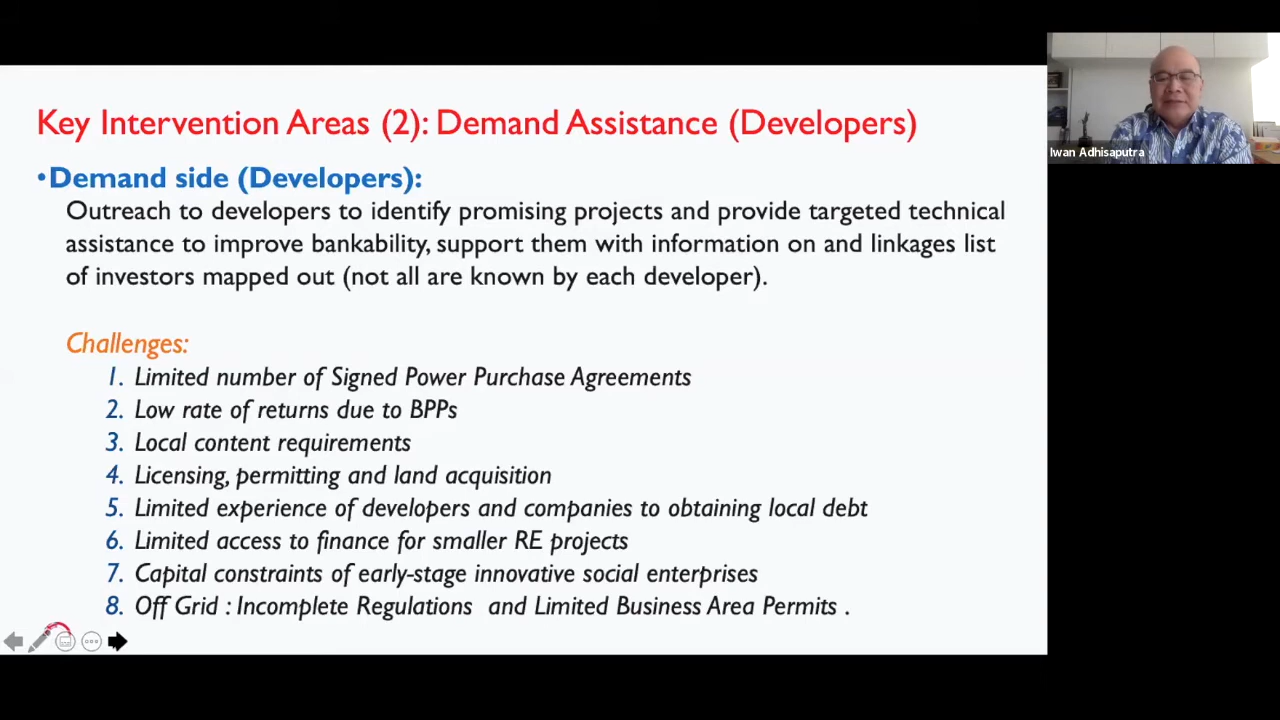 Key Intervention Areas (2): Demand Assistance (Developers)
•Demand side (Developers):
Outreach to developers to identify promising projects and provide targeted technical
assistance to improve bankability, support them with information on and linkages list
of investors mapped out (not all are known by each developer).
Challenges:
1. Limited number of Signed Power Purchase Agreements
2. Low rate of returns due to BPPs
3. Local content requirements
4. Licensing, permitting and land acquisition
5. Limited experience of developers and companies to obtaining local debt
6. Limited access to finance for smaller RE projects
7. Capital constraints of early-stage innovative social enterprises
8. Off Grid : Incomplete Regulations and Limited Business Area Permits .
Iwan Adhisaputra